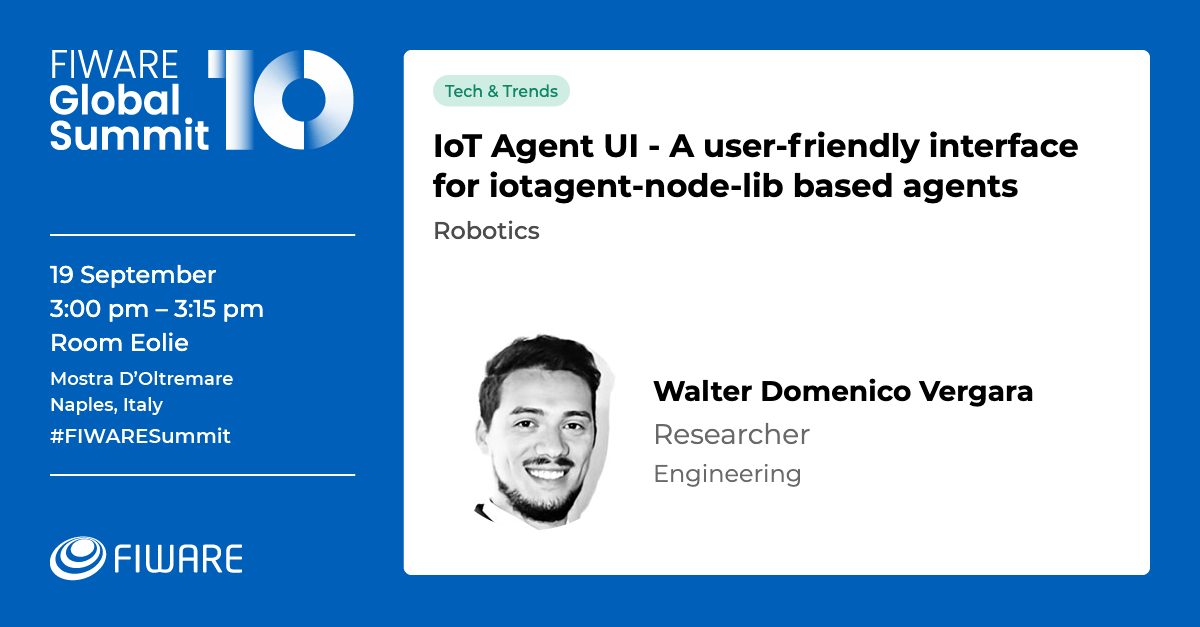 FIWARE
Global
Summit
10
19 September
3:00 pm – 3:15 pm
Room Eolie
Mostra D’Oltremare
Naples, Italy
#FIWARESummit
FIWARE
Tech & Trends
IoT Agent UI - A user-friendly interface
for iotagent-node-lib based agents
Robotics
Walter Domenico Vergara
Researcher
Engineering